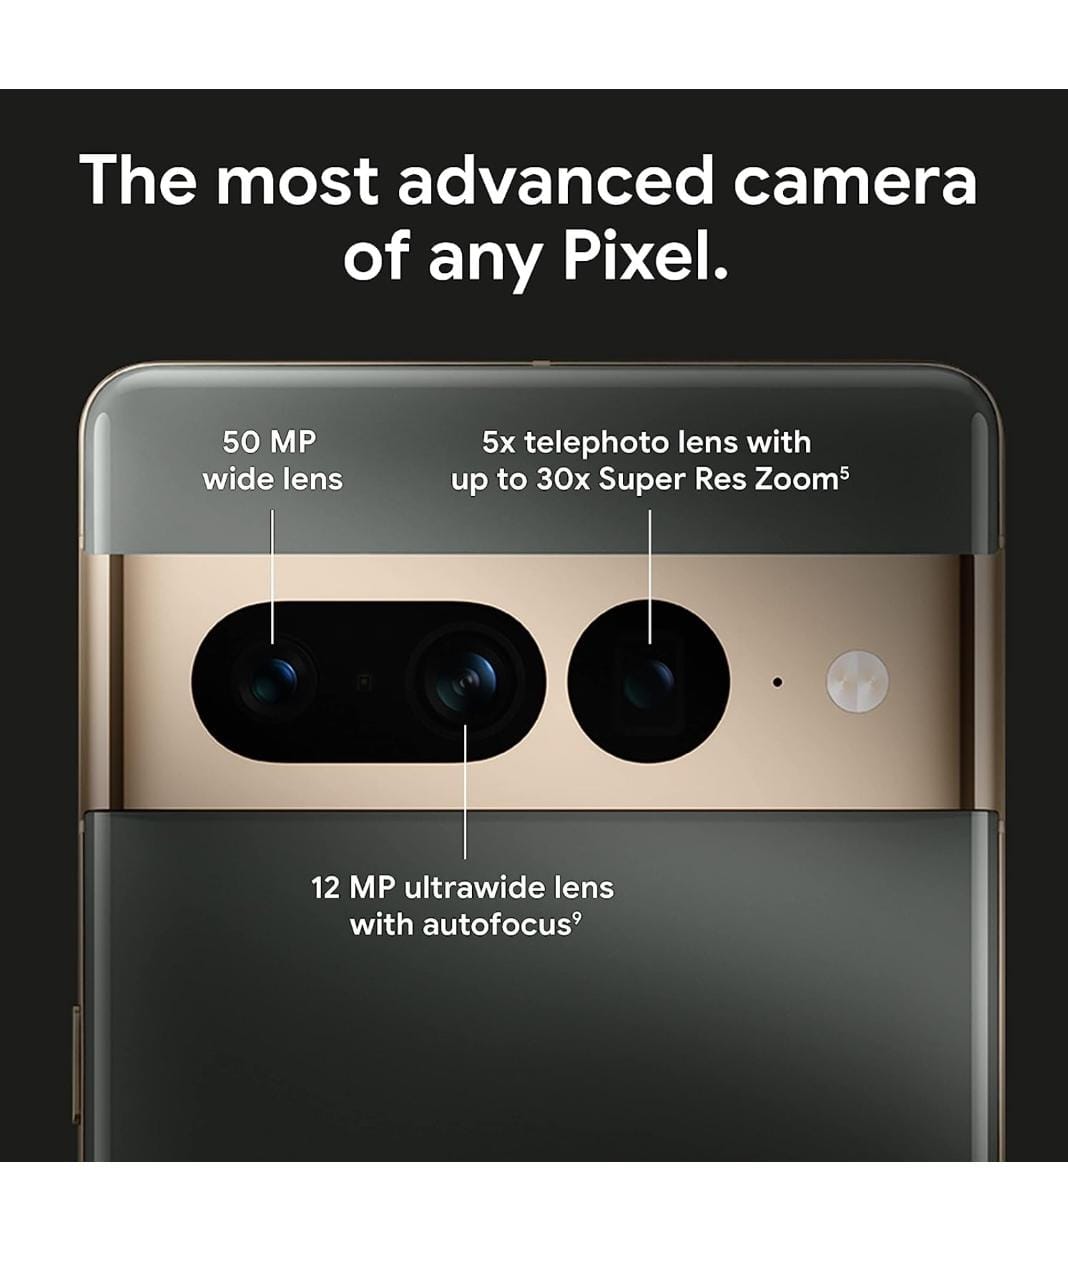 The most advanced camera
of any Pixel.
50 MP
wide lens
5x telephoto lens with
up to 30x Super Res Zoom⁵
12 MP ultrawide lens
with autofocus⁹